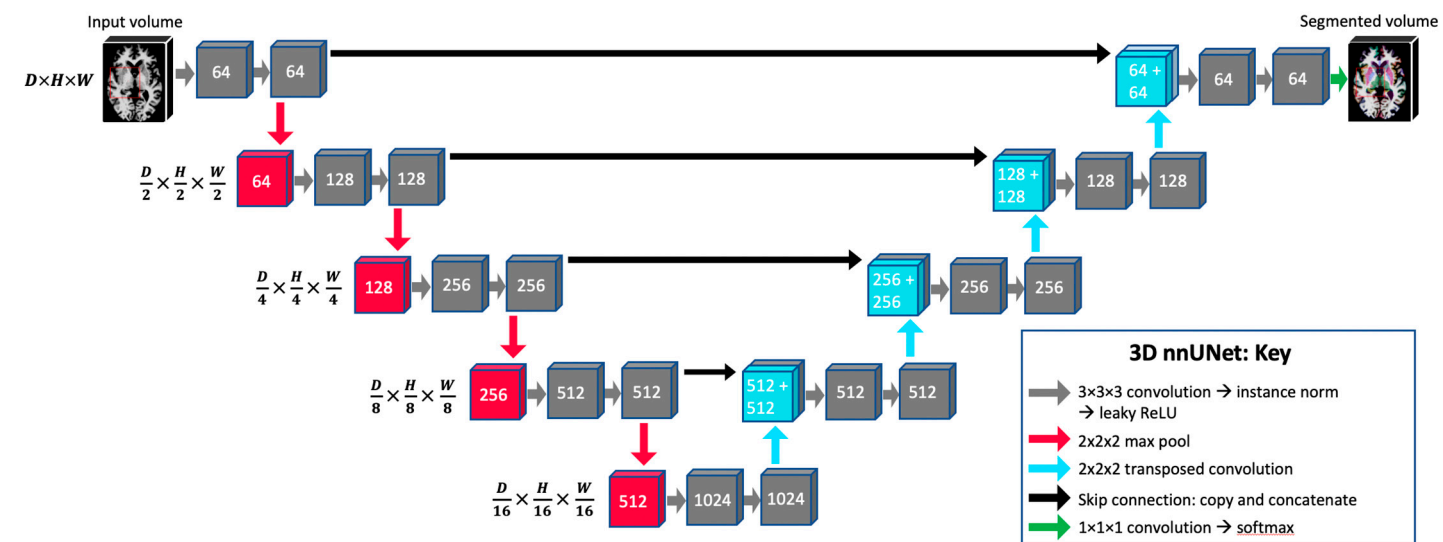 Input volume
Segmented volume
D×H×W
64
64
64 +
64
64
64
D/2 × H/2 × W/2
64
128
128
128 +
128
128
128
D/4 × H/4 × W/4
128
256
256
256 +
256
256
256
D/8 × H/8 × W/8
256
512
512
512 +
512
512
512
D/16 × H/16 × W/16
512
1024
1024
3D nnUNet: Key
3×3×3 convolution → instance norm
→ leaky ReLU
2x2x2 max pool
2x2x2 transposed convolution
Skip connection: copy and concatenate
1×1×1 convolution → softmax